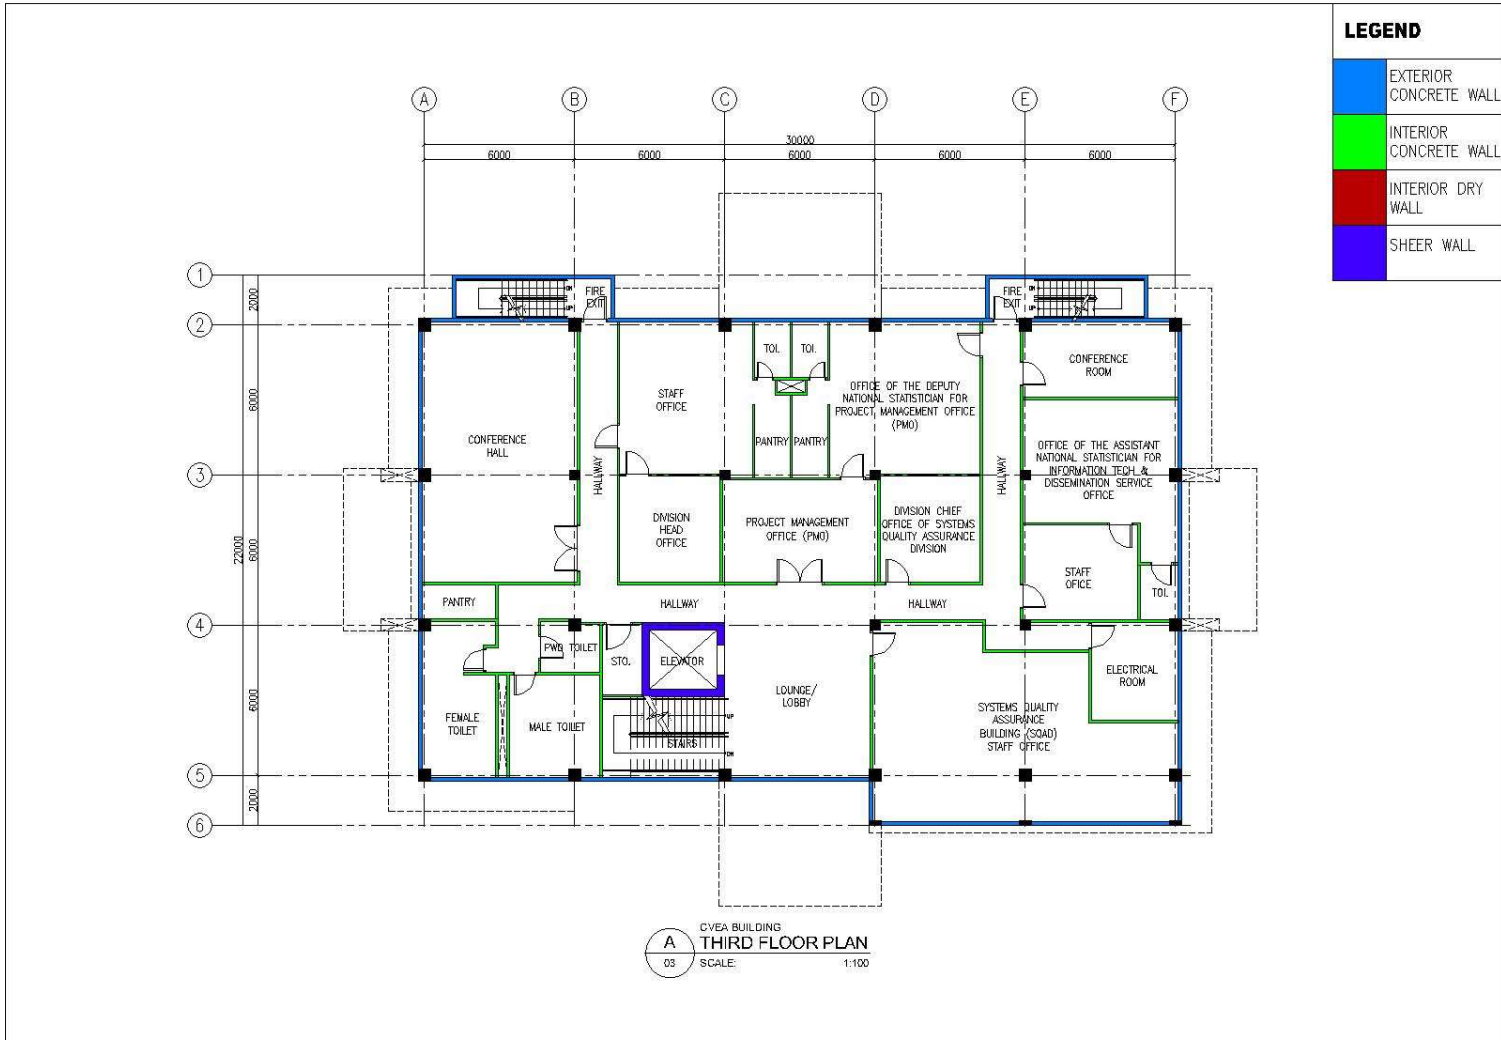 LEGEND
EXTERIOR
CONCRETE WALL
INTERIOR
CONCRETE WALL
INTERIOR DRY
WALL
SHEER WALL
A
B
C
D
E
F
30000
6000
6000
6000
6000
6000
1
2
3
4
5
6
2000
6000
22000
6000
6000
2000
FIRE
EXIT
DN
UP
FIRE
EXIT
DN
UP
CONFERENCE
HALL
HALLWAY
STAFF
OFFICE
TOI.
TOI.
PANTRY
PANTRY
OFFICE OF THE DEPUTY
NATIONAL STATISTICIAN FOR
PROJECT MANAGEMENT OFFICE
(PMO)
HALLWAY
CONFERENCE
ROOM
OFFICE OF THE ASSISTANT
NATIONAL STATISTICIAN FOR
INFORMATION TECH &
DISSEMINATION SERVICE
OFFICE
DIVISION
HEAD
OFFICE
PROJECT MANAGEMENT
OFFICE (PMO)
DIVISION CHIEF
OFFICE OF SYSTEMS
QUALITY ASSURANCE
DIVISION
STAFF
OFICE
TOI.
PANTRY
HALLWAY
HALLWAY
PWD TOILET
STO.
ELEVATOR
LOUNGE/
LOBBY
ELECTRICAL
ROOM
FEMALE
TOILET
MALE TOILET
UP
STAIRS
DN
SYSTEMS QUALITY
ASSURANCE
BUILDING (SQAD)
STAFF OFFICE
A
03
CVEA BUILDING
THIRD FLOOR PLAN
SCALE:
1:100